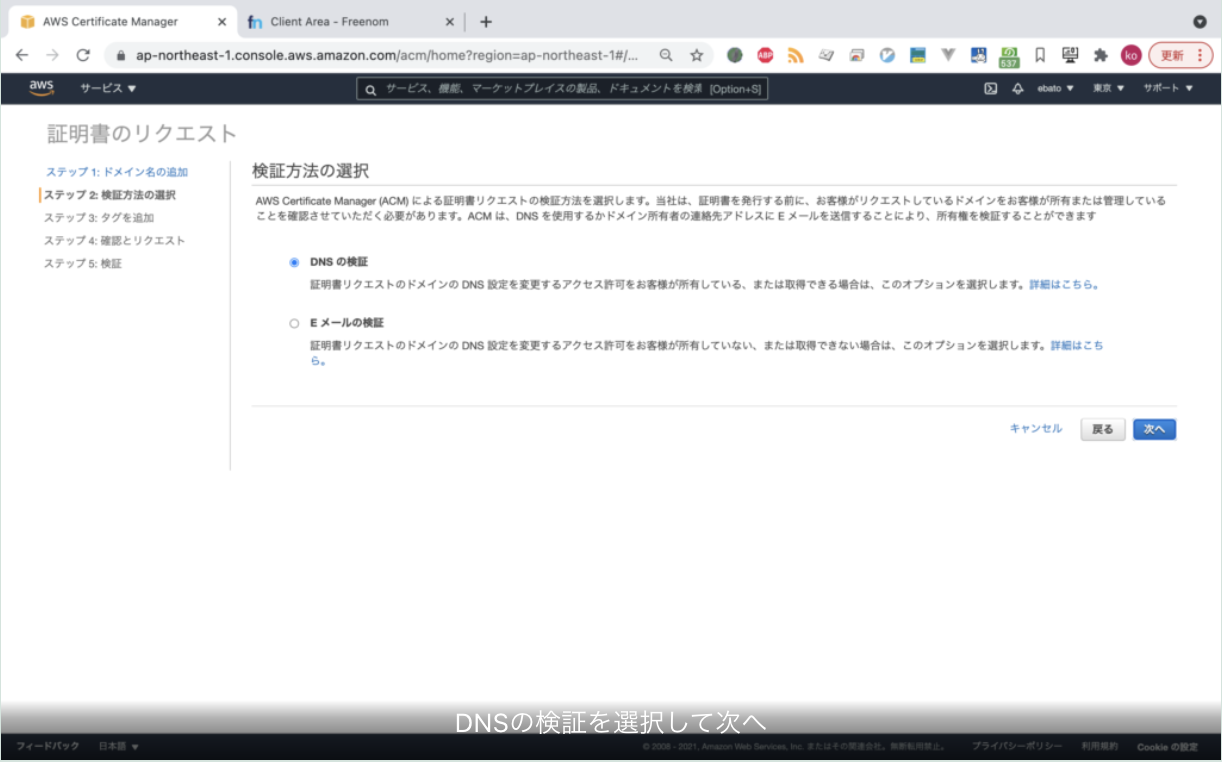 AWS Certificate Manager
Client Area - Freenom
ap-northeast-1.console.aws.amazon.com/acm/home?region=ap-northeast-1#/...
ABP
537
ko
更新
aws
サービス
サービス、機能、マーケットプレイスの製品、ドキュメントを検索 [Option+S]
ebato
東京
サポート
証明書のリクエスト
ステップ 1: ドメイン名の追加
ステップ 2: 検証方法の選択
ステップ 3: タグを追加
ステップ 4: 確認とリクエスト
ステップ 5: 検証
検証方法の選択
AWS Certificate Manager (ACM) による証明書リクエストの検証方法を選択します。当社は、証明書を発行する前に、お客様がリクエストしているドメインをお客様が所有または管理している
ことを確認させていただく必要があります。ACM は、DNS を使用するかドメイン所有者の連絡先アドレスに E メールを送信することにより、所有権を検証することができます
DNS の検証
証明書リクエストのドメインの DNS 設定を変更するアクセス許可をお客様が所有している、または取得できる場合は、このオプションを選択します。詳細はこちら。
E メールの検証
証明書リクエストのドメインの DNS 設定を変更するアクセス許可をお客様が所有していない、または取得できない場合は、このオプションを選択します。詳細はこち
ら。
キャンセル
戻る
次へ
DNSの検証を選択して次へ
フィードバック
日本語
© 2008 - 2021, Amazon Web Services, Inc. またはその関連会社。無断転用禁止。
プライバシーポリシー
利用規約
Cookie の設定